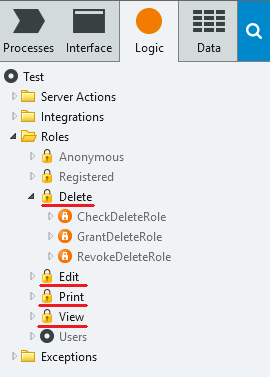 Processes
Interface
Logic
Data
Test
Server Actions
Integrations
Roles
Anonymous
Registered
Delete
CheckDeleteRole
GrantDeleteRole
RevokeDeleteRole
Edit
Print
View
Users
Exceptions